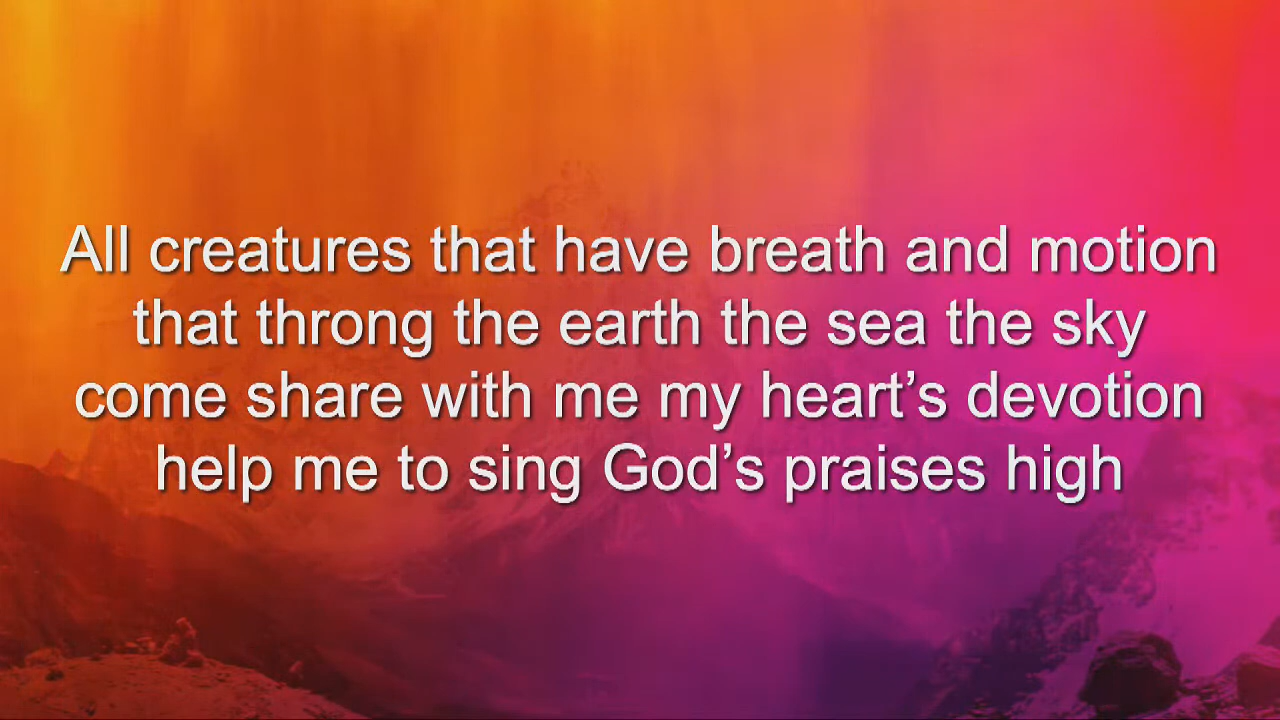 All creatures that have breath and motion
that throng the earth the sea the sky
come share with me my heart’s devotion
help me to sing God’s praises high